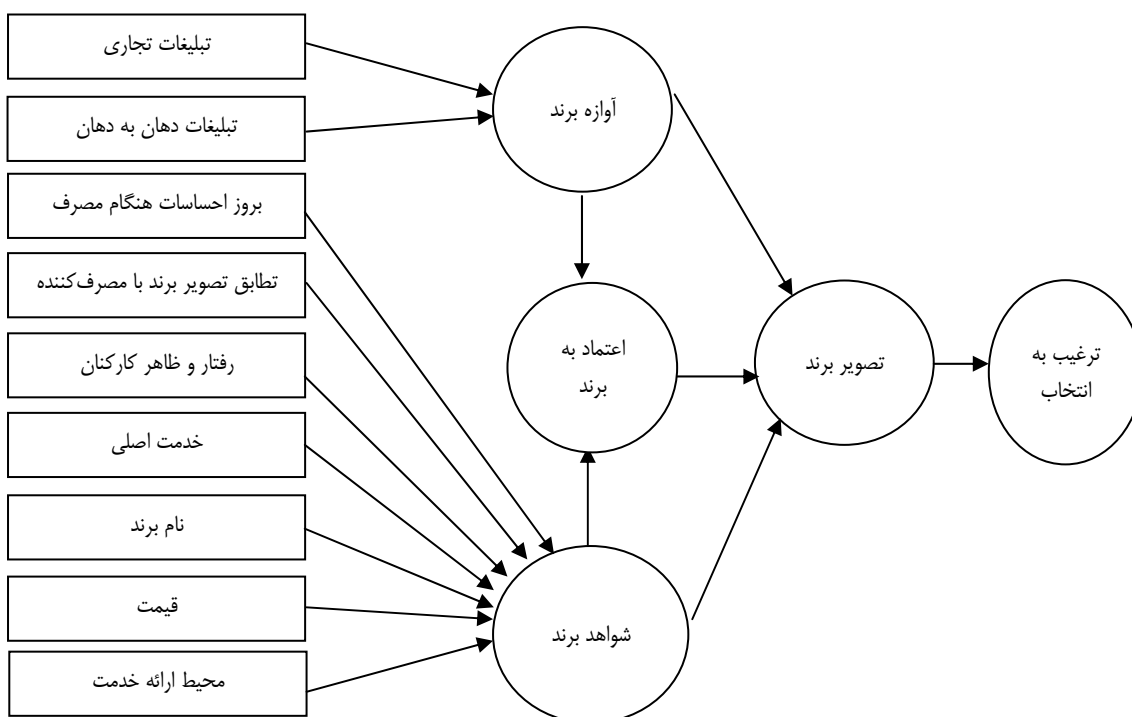 تبلیغات تجاری
تبلیغات دهان به دهان
بروز احساسات هنگام مصرف
تطابق تصویر برند با مصرف‌کننده
رفتار و ظاهر کارکنان
خدمت اصلی
نام برند
قیمت
محیط ارائه خدمت
آوازه برند
اعتماد به
برند
شواهد برند
تصویر برند
ترغیب به
انتخاب